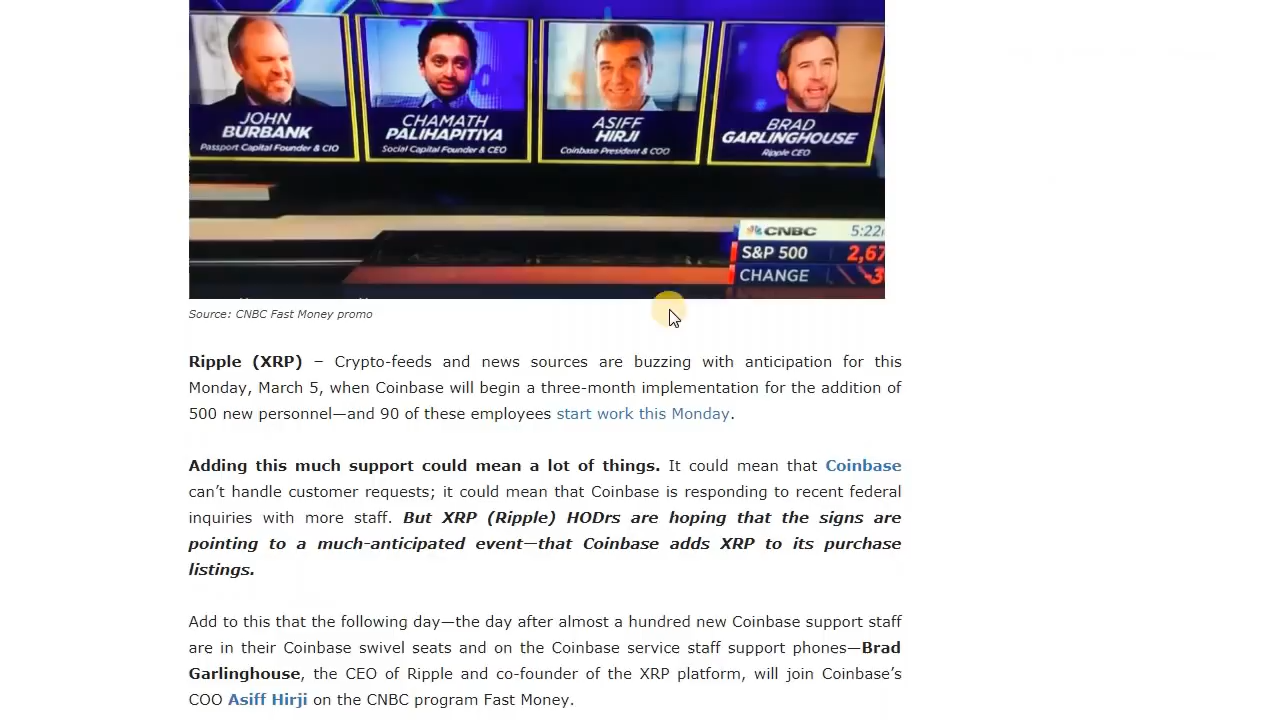 JOHN
BURBANK
Passport Capital Founder & CIO
CHAMATH
PALIHAPITIYA
Social Capital Founder & CEO
ASIFF
HIRJI
Coinbase President & COO
BRAD
GARLINGHOUSE
Ripple CEO
CNBC 5:22
S&P 500 2,67
CHANGE -3
Source: CNBC Fast Money promo
Ripple (XRP) – Crypto-feeds and news sources are buzzing with anticipation for this
Monday, March 5, when Coinbase will begin a three-month implementation for the addition of
500 new personnel—and 90 of these employees start work this Monday.
Adding this much support could mean a lot of things. It could mean that Coinbase
can’t handle customer requests; it could mean that Coinbase is responding to recent federal
inquiries with more staff. But XRP (Ripple) HODrs are hoping that the signs are
pointing to a much-anticipated event—that Coinbase adds XRP to its purchase
listings.
Add to this that the following day—the day after almost a hundred new Coinbase support staff
are in their Coinbase swivel seats and on the Coinbase service staff support phones—Brad
Garlinghouse, the CEO of Ripple and co-founder of the XRP platform, will join Coinbase’s
COO Asiff Hirji on the CNBC program Fast Money.